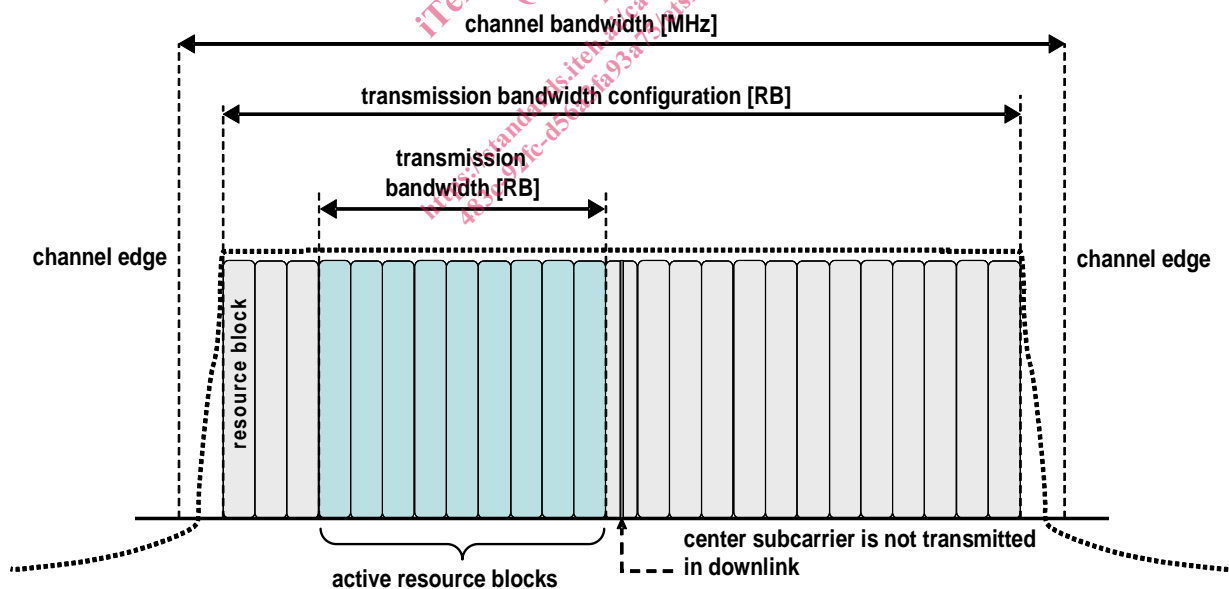 channel bandwidth [MHz]
transmission bandwidth configuration [RB]
transmission
bandwidth [RB]
channel edge
channel edge
resource block
center subcarrier is not transmitted
in downlink
active resource blocks